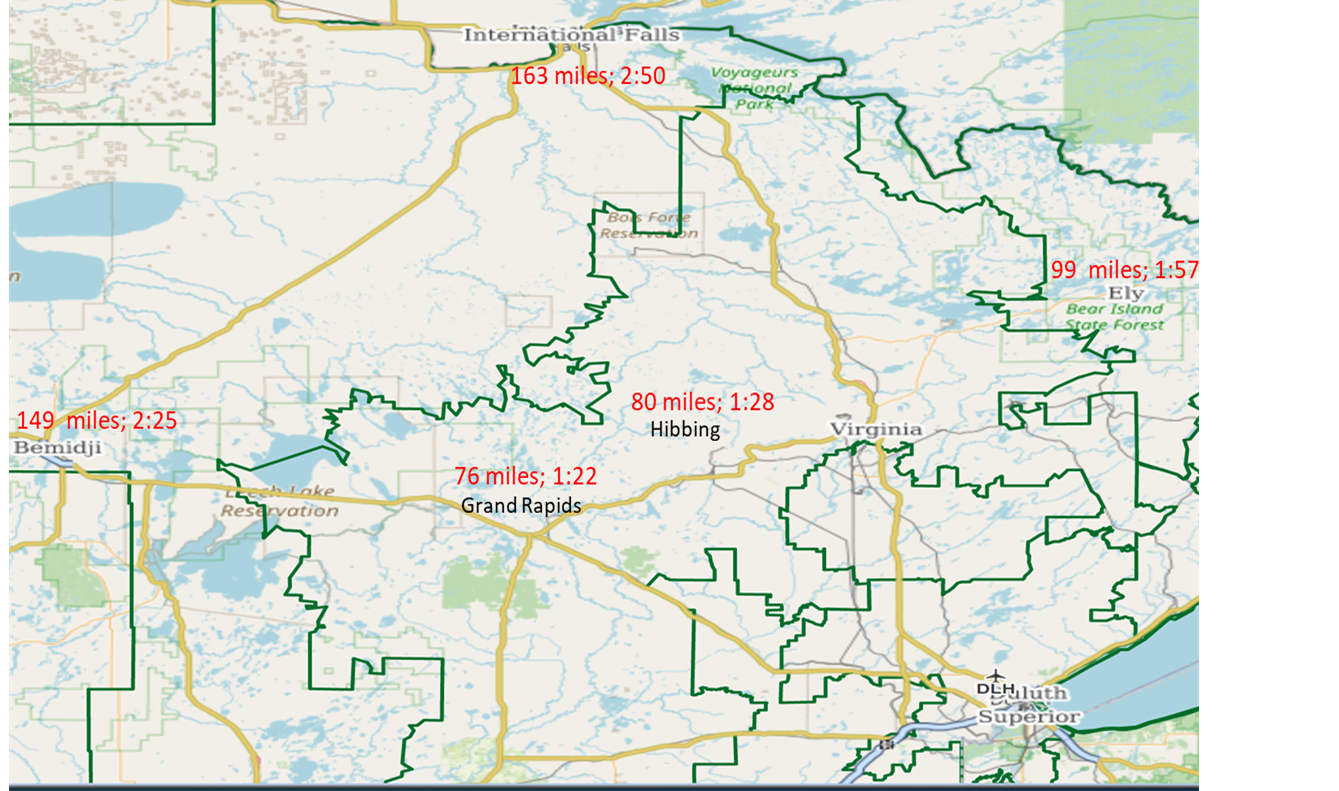 International Falls
163 miles; 2:50
Voyageurs
National
Park
Bois Forte
Reservation
n
99  miles; 1:57
Ely
Bear Island
State Forest
149  miles; 2:25
Bemidji
80 miles; 1:28
Hibbing
Virginia
76 miles; 1:22
Grand Rapids
Leech Lake
Reservation
DLH
Duluth
Superior